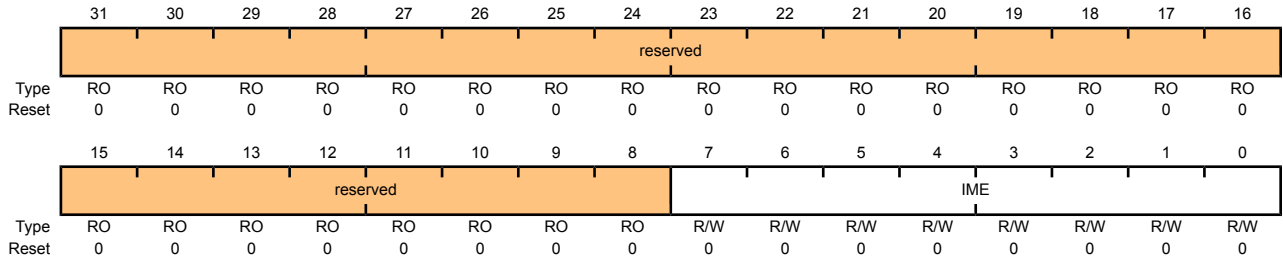 31 30 29 28 27 26 25 24 23 22 21 20 19 18 17 16
reserved
Type RO RO RO RO RO RO RO RO RO RO RO RO RO RO RO RO
Reset 0 0 0 0 0 0 0 0 0 0 0 0 0 0 0 0
15 14 13 12 11 10 9 8 7 6 5 4 3 2 1 0
reserved IME
Type RO RO RO RO RO RO RO RO R/W R/W R/W R/W R/W R/W R/W R/W
Reset 0 0 0 0 0 0 0 0 0 0 0 0 0 0 0 0